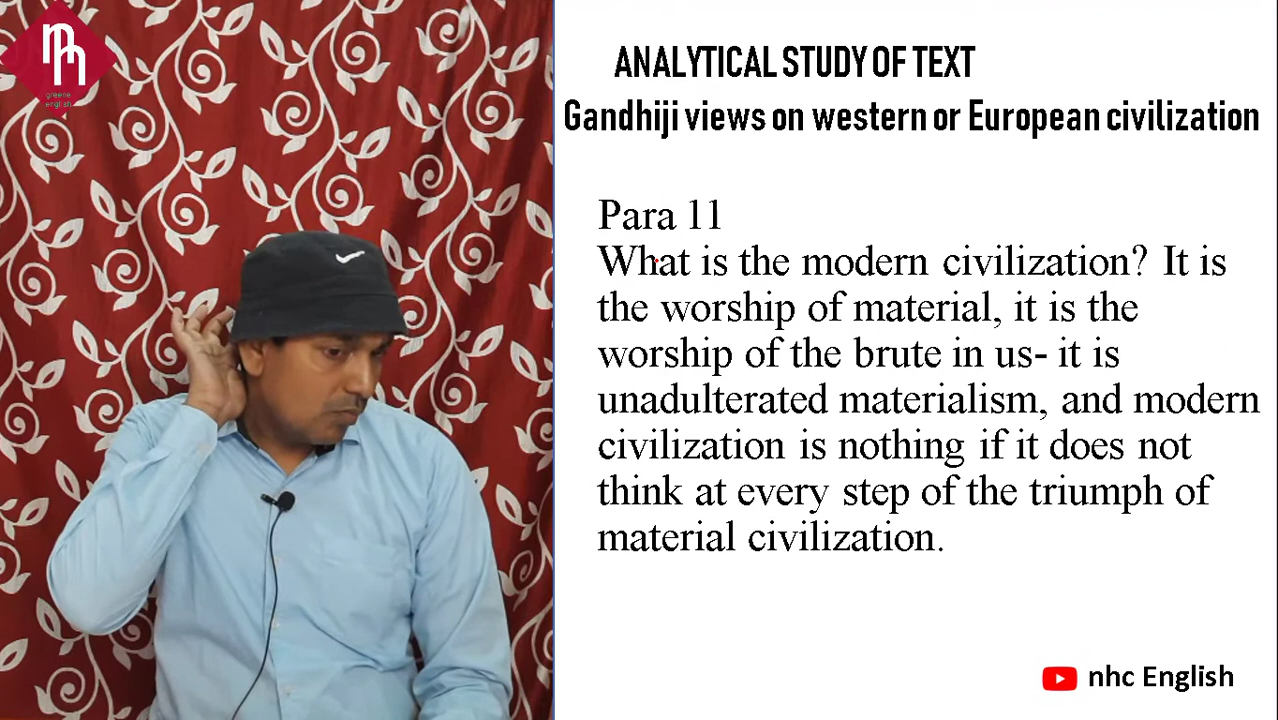 greene
english
ANALYTICAL STUDY OF TEXT
Gandhiji views on western or European civilization
Para 11
What is the modern civilization? It is
the worship of material, it is the
worship of the brute in us- it is
unadulterated materialism, and modern
civilization is nothing if it does not
think at every step of the triumph of
material civilization.
nhc English